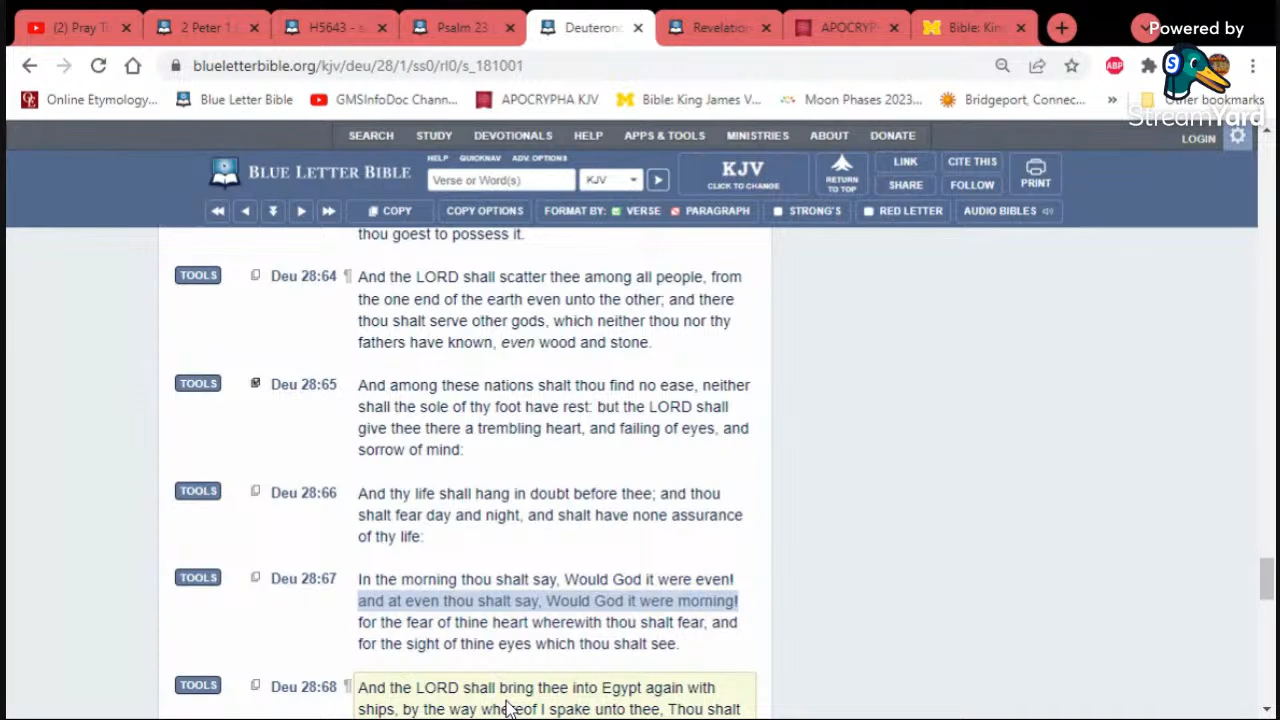 (2) Pray Ti
2 Peter 1
H5643 - s
Psalm 23
Deuterono
Revelation
APOCRYP
Bible: Kin
Powered by
blueletterbible.org/kjv/deu/28/1/ss0/rl0/s_181001
ABP
S
StreamYard
OE
Online Etymology...
Blue Letter Bible
GMSInfoDoc Chann...
APOCRYPHA KJV
Bible: King James V...
Moon Phases 2023...
Bridgeport, Connec...
»
Other bookmarks
SEARCH STUDY DEVOTIONALS HELP APPS & TOOLS MINISTRIES ABOUT DONATE
LOGIN
BLUE LETTER BIBLE
HELP QUICKNAV ADV. OPTIONS
Verse or Word(s)
KJV
KJV
CLICK TO CHANGE
RETURN
TO TOP
LINK
CITE THIS
SHARE
FOLLOW
PRINT
COPY COPY OPTIONS FORMAT BY: VERSE PARAGRAPH STRONG'S RED LETTER AUDIO BIBLES
thou goest to possess it.
TOOLS Deu 28:64 ¶ And the LORD shall scatter thee among all people, from
the one end of the earth even unto the other; and there
thou shalt serve other gods, which neither thou nor thy
fathers have known, even wood and stone.
TOOLS Deu 28:65 And among these nations shalt thou find no ease, neither
shall the sole of thy foot have rest: but the LORD shall
give thee there a trembling heart, and failing of eyes, and
sorrow of mind:
TOOLS Deu 28:66 And thy life shall hang in doubt before thee; and thou
shalt fear day and night, and shalt have none assurance
of thy life:
TOOLS Deu 28:67 In the morning thou shalt say, Would God it were even!
and at even thou shalt say, Would God it were morning!
for the fear of thine heart wherewith thou shalt fear, and
for the sight of thine eyes which thou shalt see.
TOOLS Deu 28:68 ¶ And the LORD shall bring thee into Egypt again with
ships, by the way whereof I spake unto thee, Thou shalt